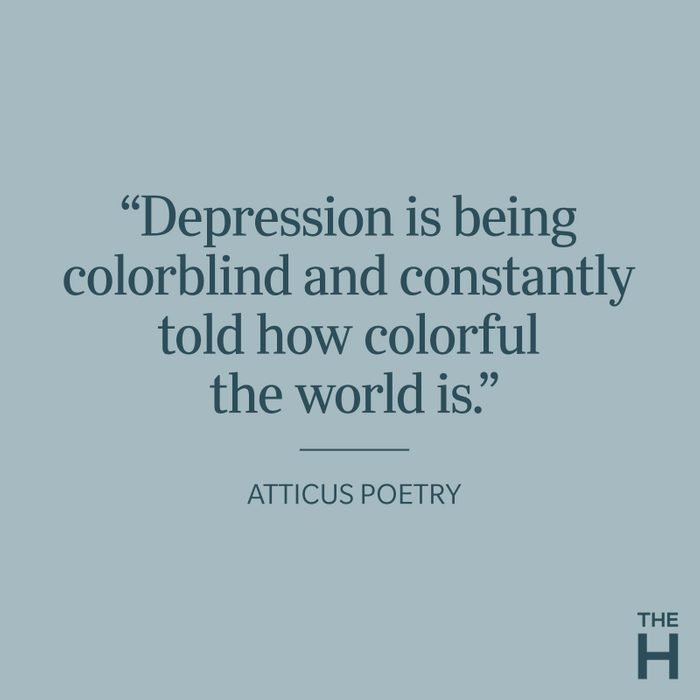 “Depression is being
colorblind and constantly
told how colorful
the world is.”
ATTICUS POETRY
THE
H